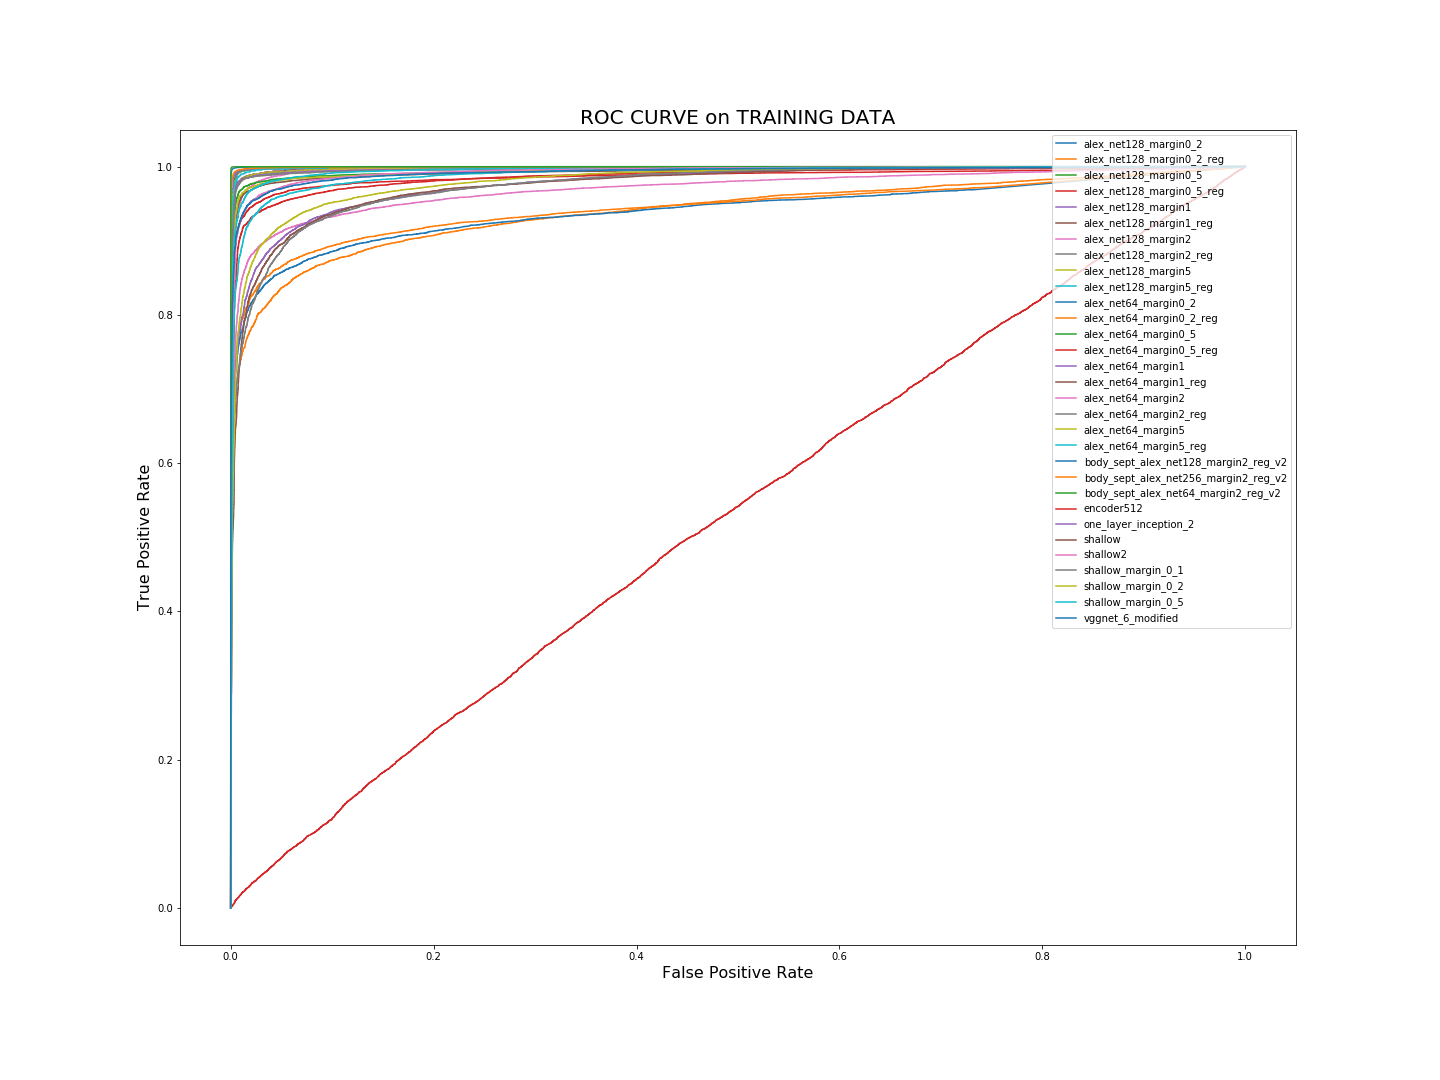 ROC CURVE on TRAINING DATA
True Positive Rate
1.0
0.8
0.6
0.4
0.2
0.0
0.0 0.2 0.4 0.6 0.8 1.0
False Positive Rate
alex_net128_margin0_2
alex_net128_margin0_2_reg
alex_net128_margin0_5
alex_net128_margin0_5_reg
alex_net128_margin1
alex_net128_margin1_reg
alex_net128_margin2
alex_net128_margin2_reg
alex_net128_margin5
alex_net128_margin5_reg
alex_net64_margin0_2
alex_net64_margin0_2_reg
alex_net64_margin0_5
alex_net64_margin0_5_reg
alex_net64_margin1
alex_net64_margin1_reg
alex_net64_margin2
alex_net64_margin2_reg
alex_net64_margin5
alex_net64_margin5_reg
body_sept_alex_net128_margin2_reg_v2
body_sept_alex_net256_margin2_reg_v2
body_sept_alex_net64_margin2_reg_v2
encoder512
one_layer_inception_2
shallow
shallow2
shallow_margin_0_1
shallow_margin_0_2
shallow_margin_0_5
vggnet_6_modified